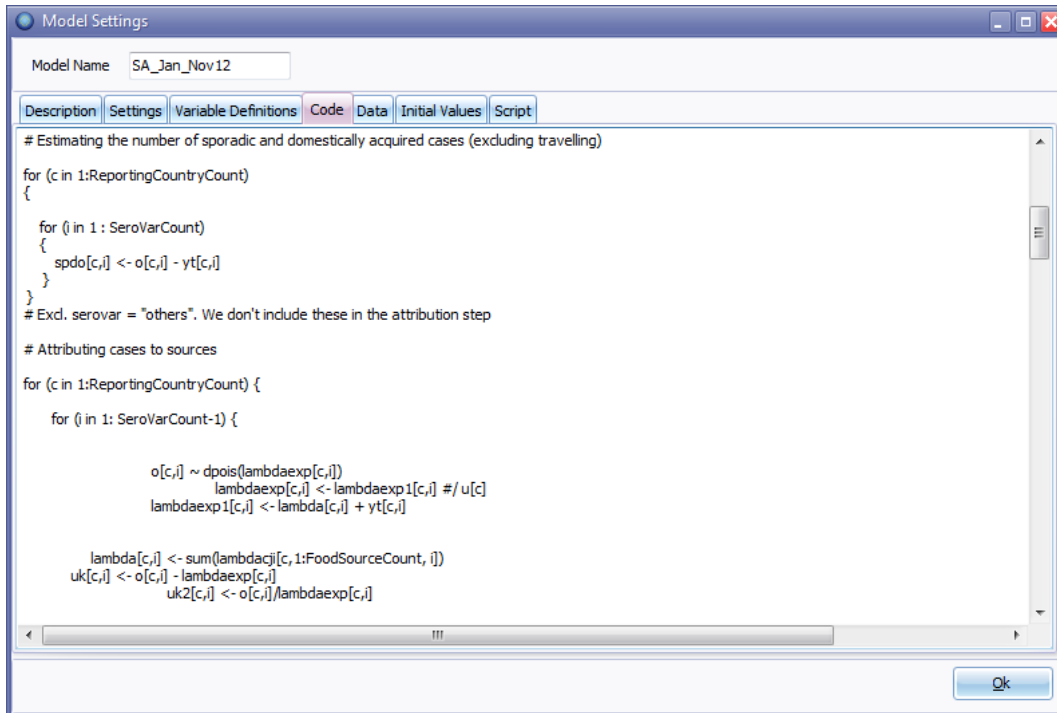 Model Settings
Model Name SA_Jan_Nov12
Description Settings Variable Definitions Code Data Initial Values Script
# Estimating the number of sporadic and domestically acquired cases (excluding travelling)
for (c in 1:ReportingCountryCount)
{
for (i in 1 : SeroVarCount)
{
spdo[c,i] <- o[c,i] - yt[c,i]
}
}
# Excl. serovar = "others". We don't include these in the attribution step
# Attributing cases to sources
for (c in 1:ReportingCountryCount) {
for (i in 1: SeroVarCount-1) {
o[c,i] ~ dpois(lambdaexp[c,i])
lambdaexp[c,i] <- lambdaexp1[c,i] #/ u[c]
lambdaexp1[c,i] <- lambda[c,i] + yt[c,i]
lambda[c,i] <- sum(lambdacji[c,1:FoodSourceCount, i])
uk[c,i] <- o[c,i] - lambdaexp[c,i]
uk2[c,i] <- o[c,i]/lambdaexp[c,i]
Ok